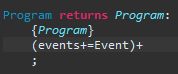 Program returns Program:
{Program}
(events+=Event)+
;